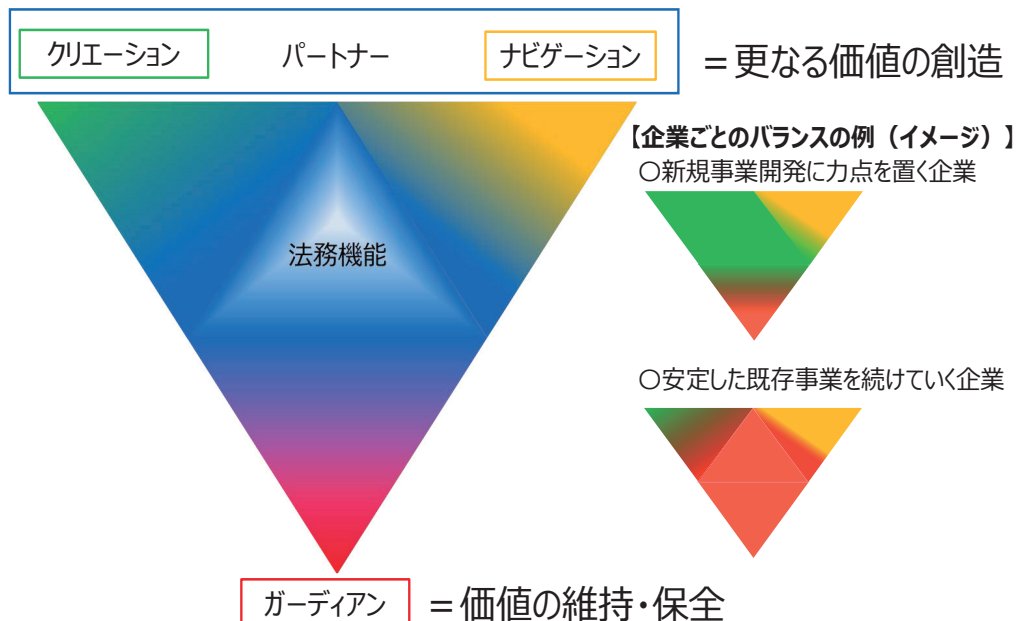 クリエーション パートナー ナビゲーション ＝更なる価値の創造
【企業ごとのバランスの例（イメージ）】
○新規事業開発に力点を置く企業
法務機能
○安定した既存事業を続けていく企業
ガーディアン ＝価値の維持・保全